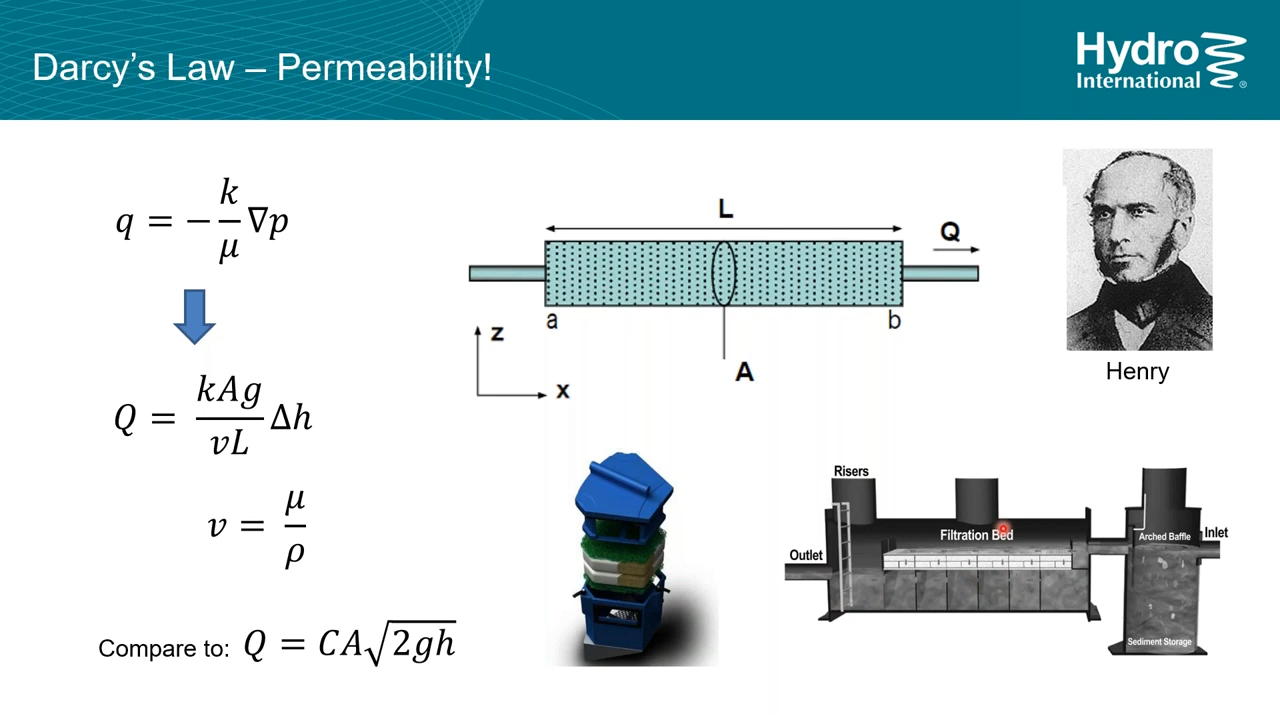 Darcy's Law – Permeability!
Hydro
International
®
q = − k/μ ∇p
L
Q
a
b
z
A
x
Henry
Q = kAg/vL Δh
v = μ/ρ
Compare to: Q = CA√2gh
Risers
Filtration Bed
Outlet
Arched Baffle
Inlet
Sediment Storage